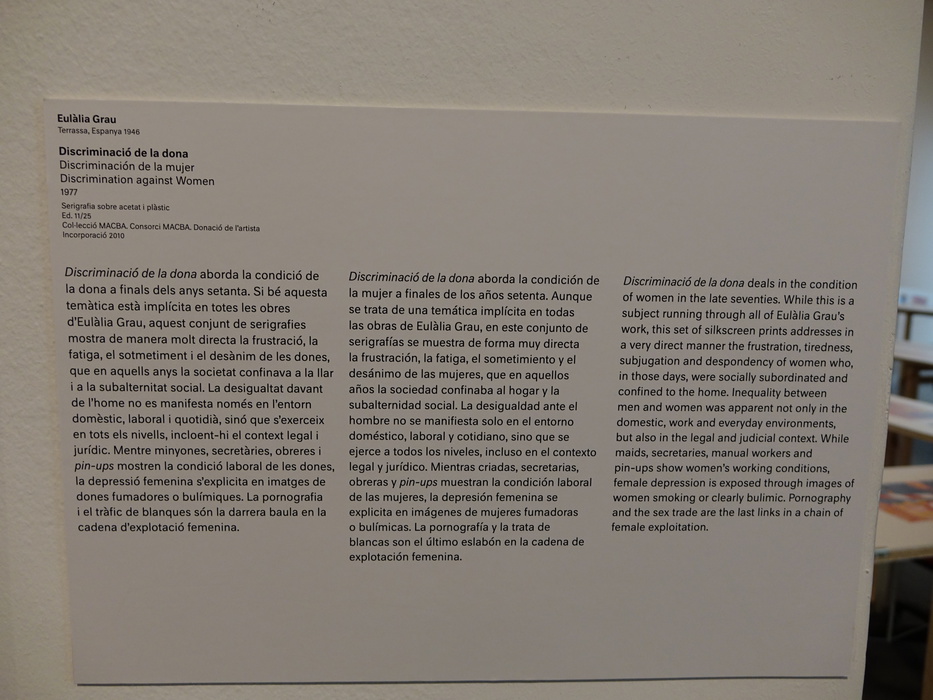 Eulàlia Grau
Terrassa, Espanya 1946
Discriminació de la dona
Discriminación de la mujer
Discrimination against Women
1977
Serigrafia sobre acetat i plàstic
Ed. 11/25
Col·lecció MACBA. Consorci MACBA. Donació de l'artista
Incorporació 2010
Discriminació de la dona aborda la condició de
la dona a finals dels anys setanta. Si bé aquesta
temàtica està implícita en totes les obres
d'Eulàlia Grau, aquest conjunt de serigrafies
mostra de manera molt directa la frustració, la
fatiga, el sotmetiment i el desànim de les dones,
que en aquells anys la societat confinava a la llar
i a la subalternitat social. La desigualtat davant
de l'home no es manifesta només en l'entorn
domèstic, laboral i quotidià, sinó que s'exerceix
en tots els nivells, incloent-hi el context legal i
jurídic. Mentre minyones, secretàries, obreres i
pin-ups mostren la condició laboral de les dones,
la depressió femenina s'explicita en imatges de
dones fumadores o bulímiques. La pornografia
i el tràfic de blanques són la darrera baula en la
cadena d'explotació femenina.
Discriminació de la dona aborda la condición de
la mujer a finales de los años setenta. Aunque
se trata de una temática implícita en todas
las obras de Eulàlia Grau, en este conjunto de
serigrafías se muestra de forma muy directa
la frustración, la fatiga, el sometimiento y el
desánimo de las mujeres, que en aquellos
años la sociedad confinaba al hogar y la
subalternidad social. La desigualdad ante el
hombre no se manifiesta solo en el entorno
doméstico, laboral y cotidiano, sino que se
ejerce a todos los niveles, incluso en el contexto
legal y jurídico. Mientras criadas, secretarias,
obreras y pin-ups muestran la condición laboral
de las mujeres, la depresión femenina se
explicita en imágenes de mujeres fumadoras
o bulímicas. La pornografía y la trata de
blancas son el último eslabón en la cadena de
explotación femenina.
Discriminació de la dona deals in the condition
of women in the late seventies. While this is a
subject running through all of Eulàlia Grau's
work, this set of silkscreen prints addresses in
a very direct manner the frustration, tiredness,
subjugation and despondency of women who,
in those days, were socially subordinated and
confined to the home. Inequality between
men and women was apparent not only in the
domestic, work and everyday environments,
but also in the legal and judicial context. While
maids, secretaries, manual workers and
pin-ups show women's working conditions,
female depression is exposed through images of
women smoking or clearly bulimic. Pornography
and the sex trade are the last links in a chain of
female exploitation.